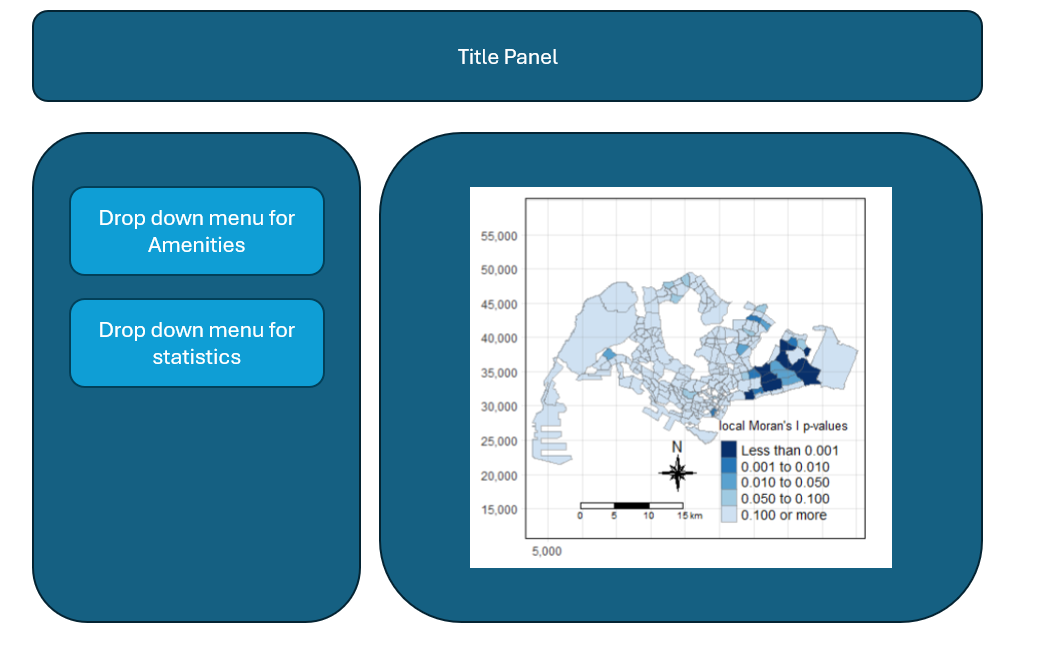 Title Panel
Drop down menu for
Amenities
Drop down menu for
statistics
55,000
50,000
45,000
40,000
35,000
30,000
25,000
20,000
15,000
5,000
local Moran's I p-values
Less than 0.001
0.001 to 0.010
0.010 to 0.050
0.050 to 0.100
0.100 or more
N
0 5 10 15 km